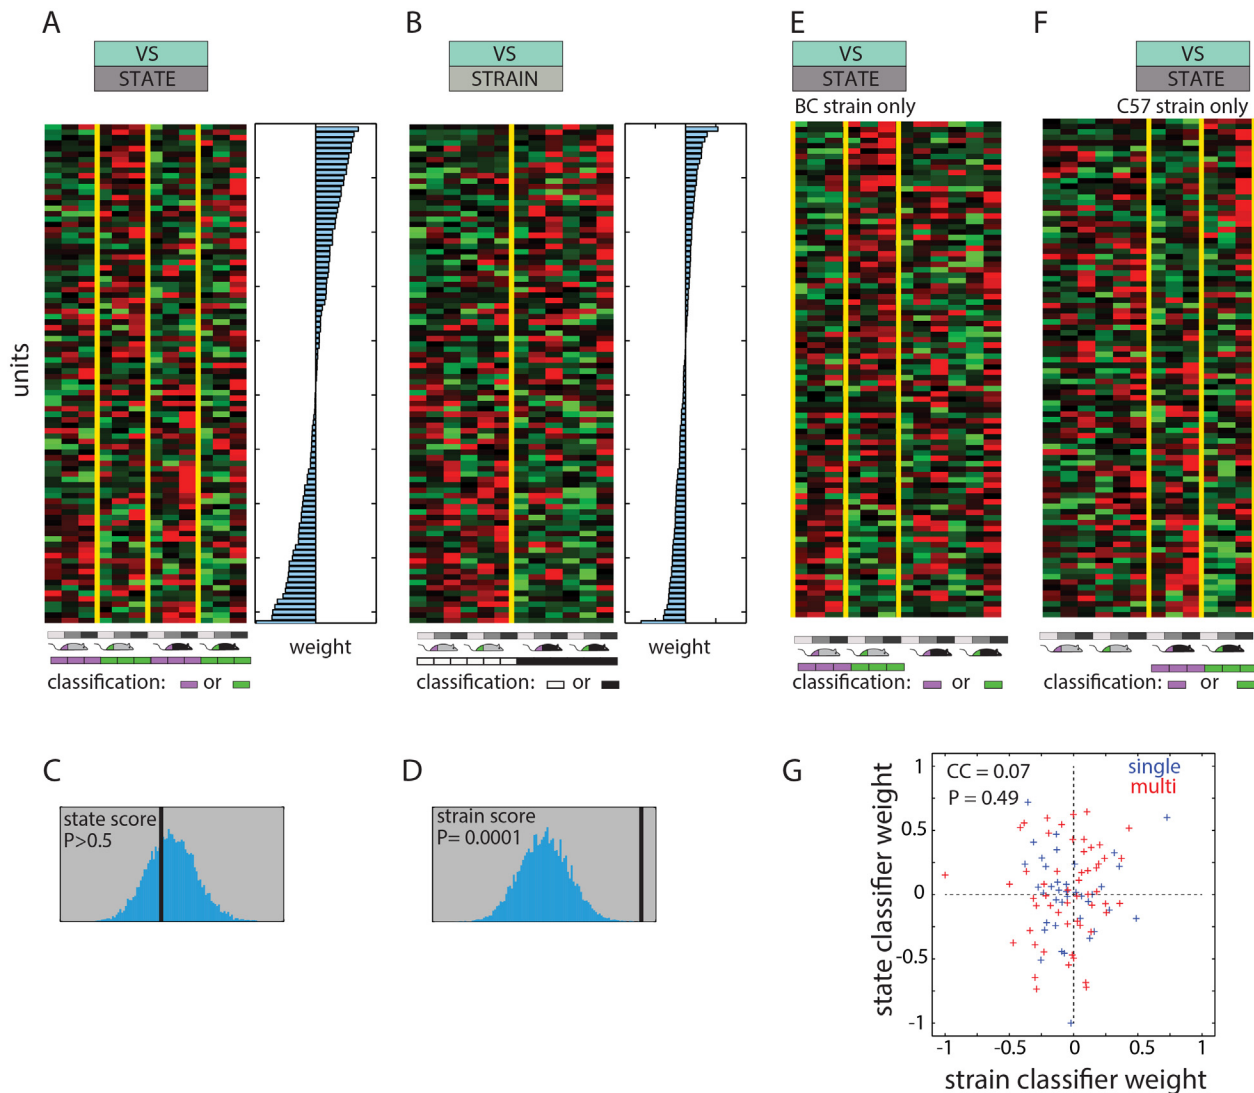 A
B
E
F
VS
STATE
VS
STRAIN
VS
STATE
BC strain only
VS
STATE
C57 strain only
units
weight
weight
classification: or
classification: or
classification: or
classification: or
C
state score
P>0.5
D
strain score
P= 0.0001
G
CC = 0.07
P = 0.49
single
multi
1
0.5
0
-0.5
-1
state classifier weight
-1
-0.5
0
0.5
1
strain classifier weight